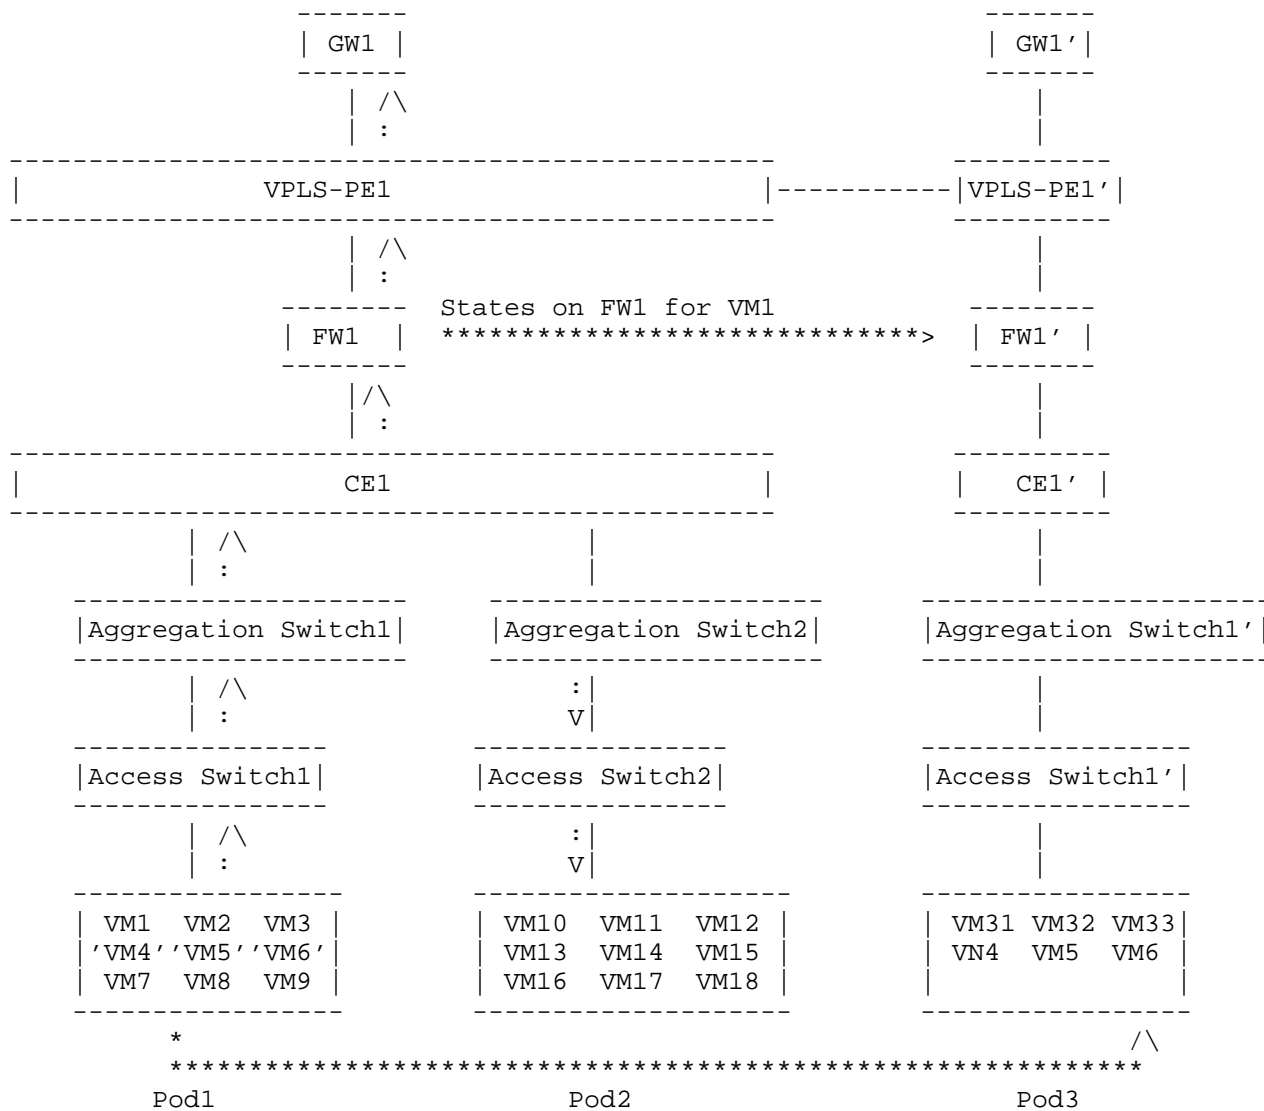 GW1 GW1'
VPLS-PE1 VPLS-PE1'
States on FW1 for VM1
FW1 FW1'
CE1 CE1'
Aggregation Switch1 Aggregation Switch2 Aggregation Switch1'
V
Access Switch1 Access Switch2 Access Switch1'
V
VM1 VM2 VM3 VM10 VM11 VM12 VM31 VM32 VM33
'VM4' 'VM5' 'VM6' VM13 VM14 VM15 VN4 VM5 VM6
VM7 VM8 VM9 VM16 VM17 VM18
Pod1 Pod2 Pod3